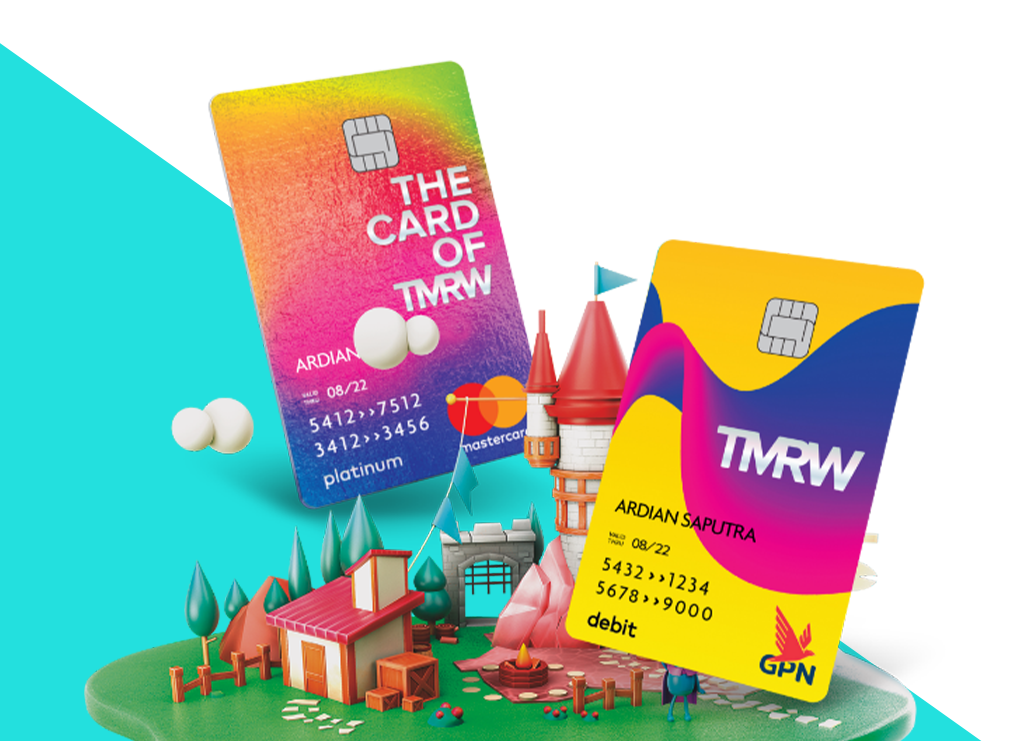 THE
CARD
OF
TMRW
ARDIAN
VALID
THRU 08/22
5412>>7512
3412>>3456
mastercard
platinum
TMRW
ARDIAN SAPUTRA
VALID
THRU 08/22
5432>>1234
5678>>9000
debit
GPN